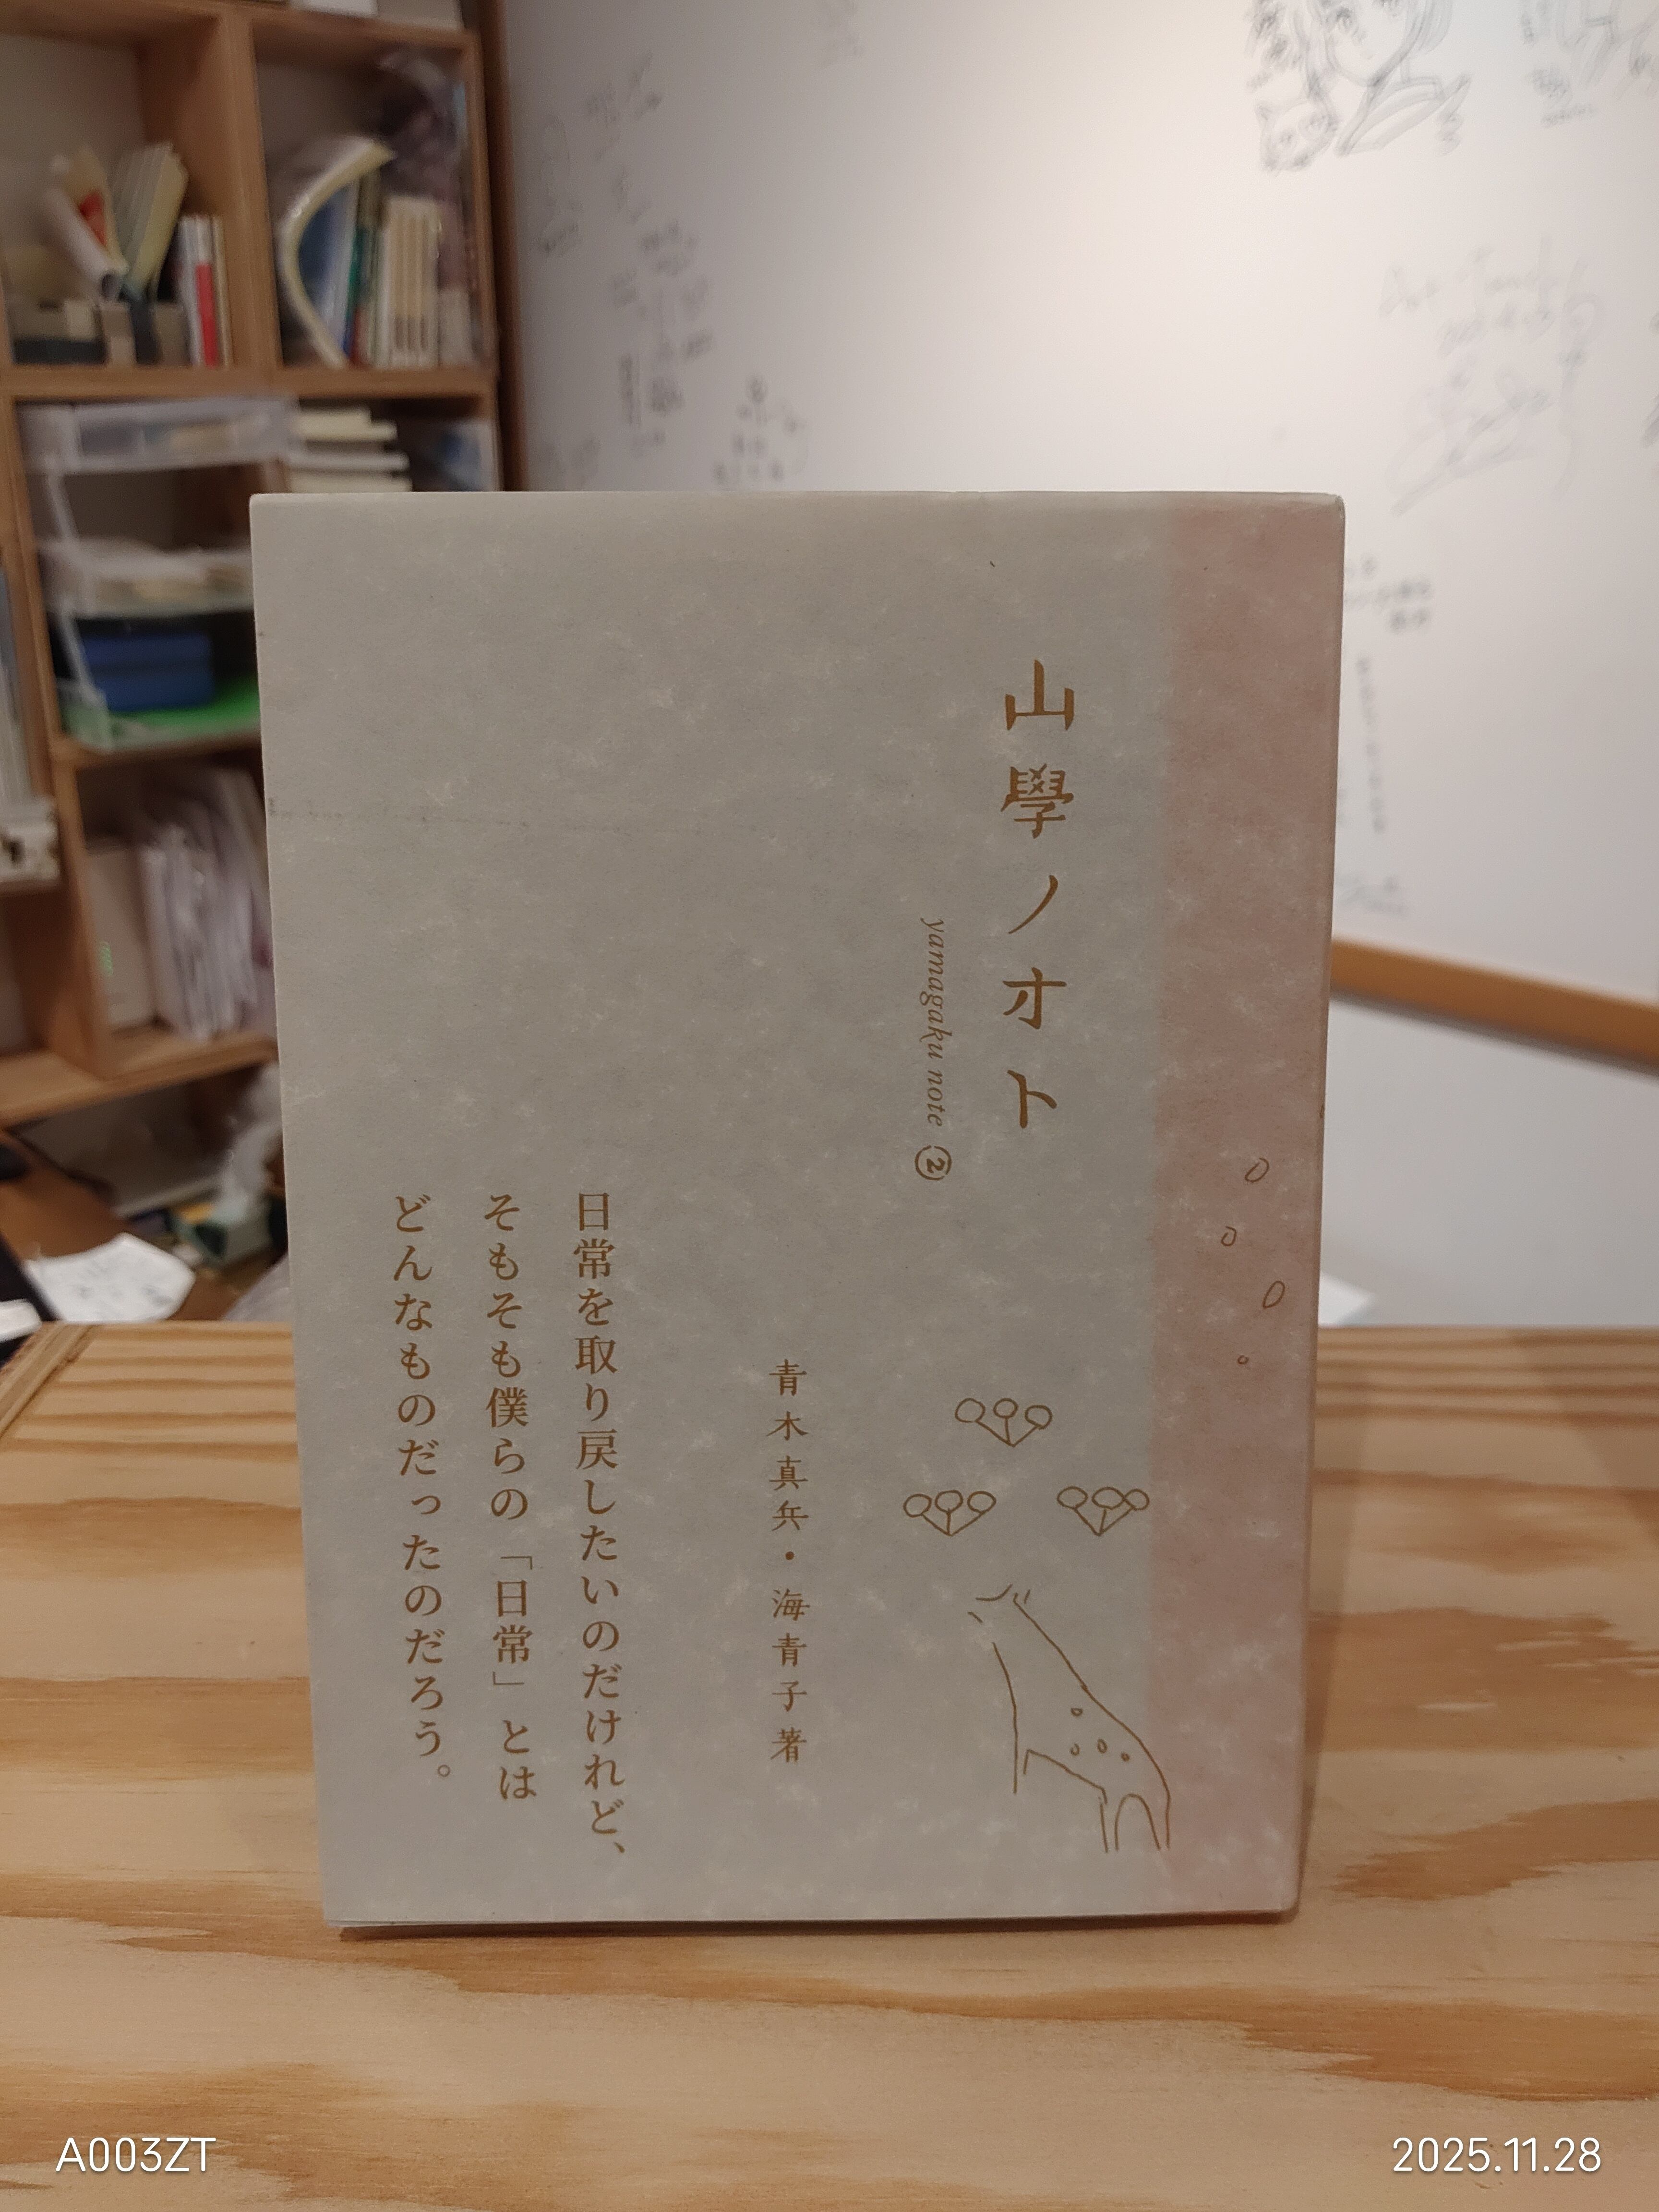 山學ノオト
yamagaku note ②
青木真兵・海青子 著
日常を取り戻したいのだけれど、
そもそも僕らの「日常」とは
どんなものだったのだろう。
A003ZT
2025.11.28